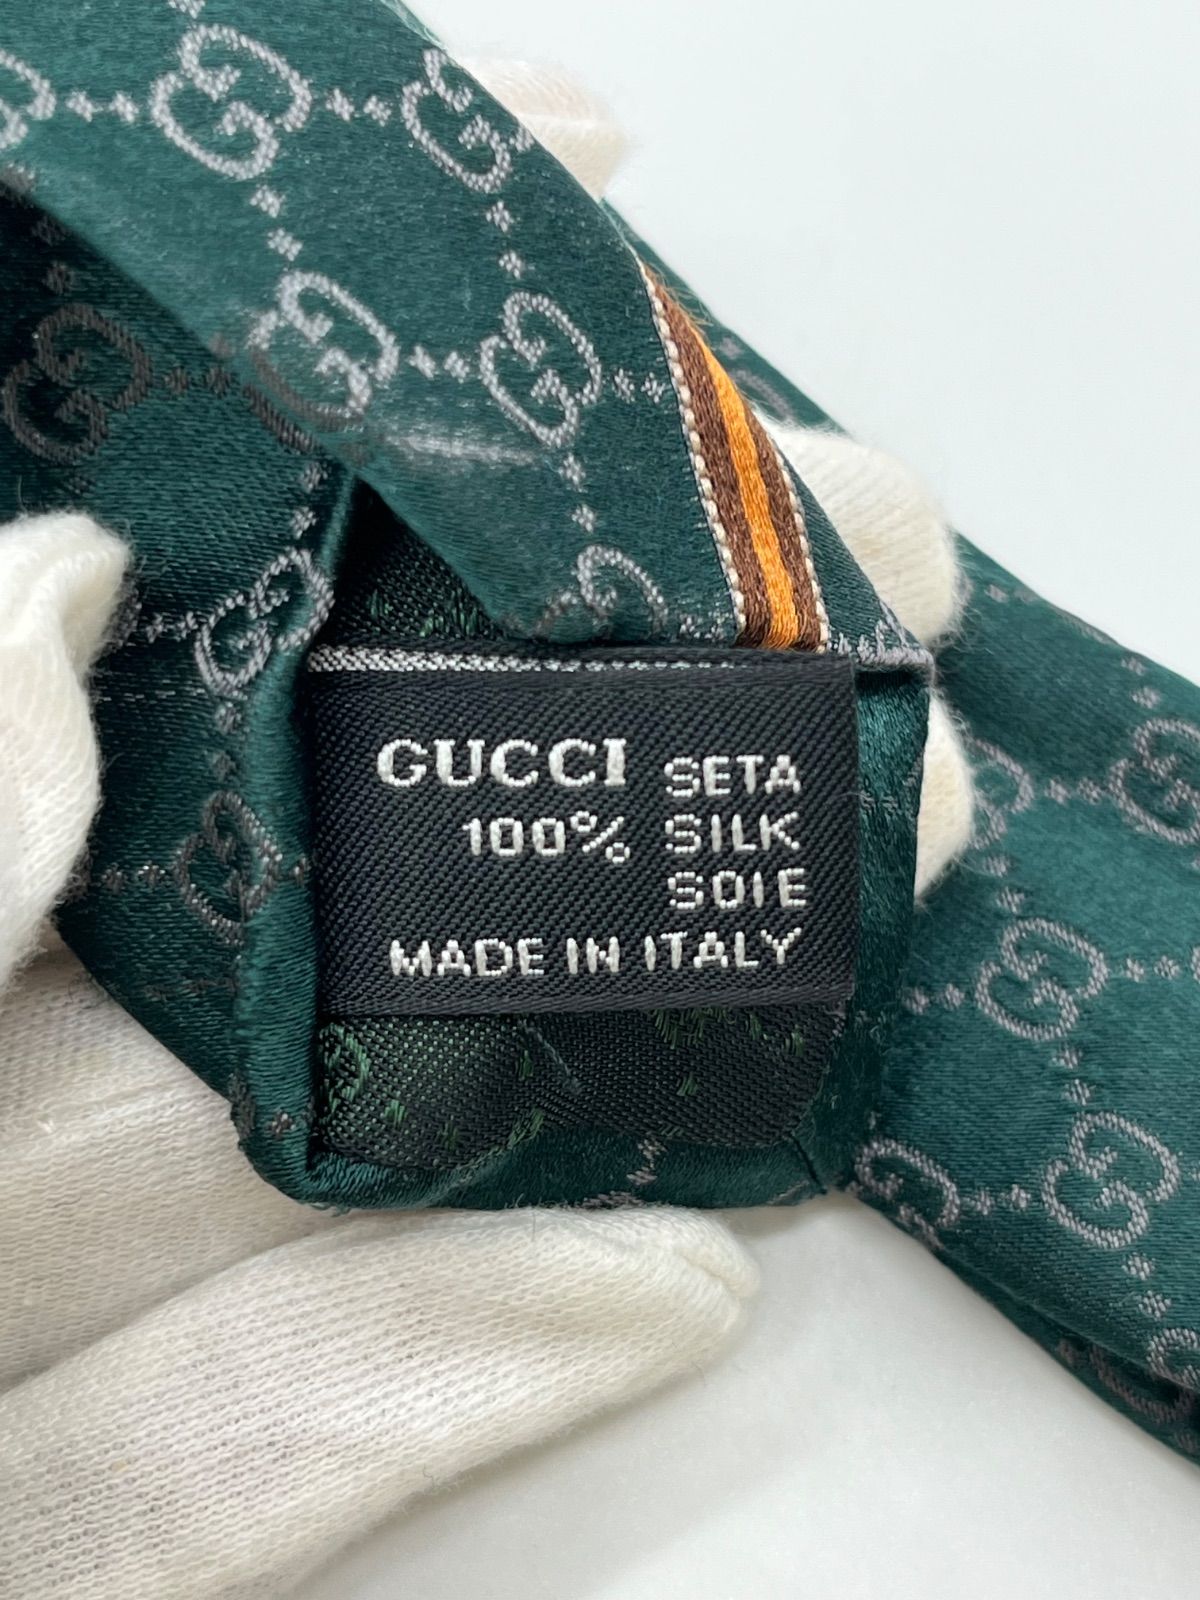 GUCCI SETA
100% SILK
SOIE
MADE IN ITALY